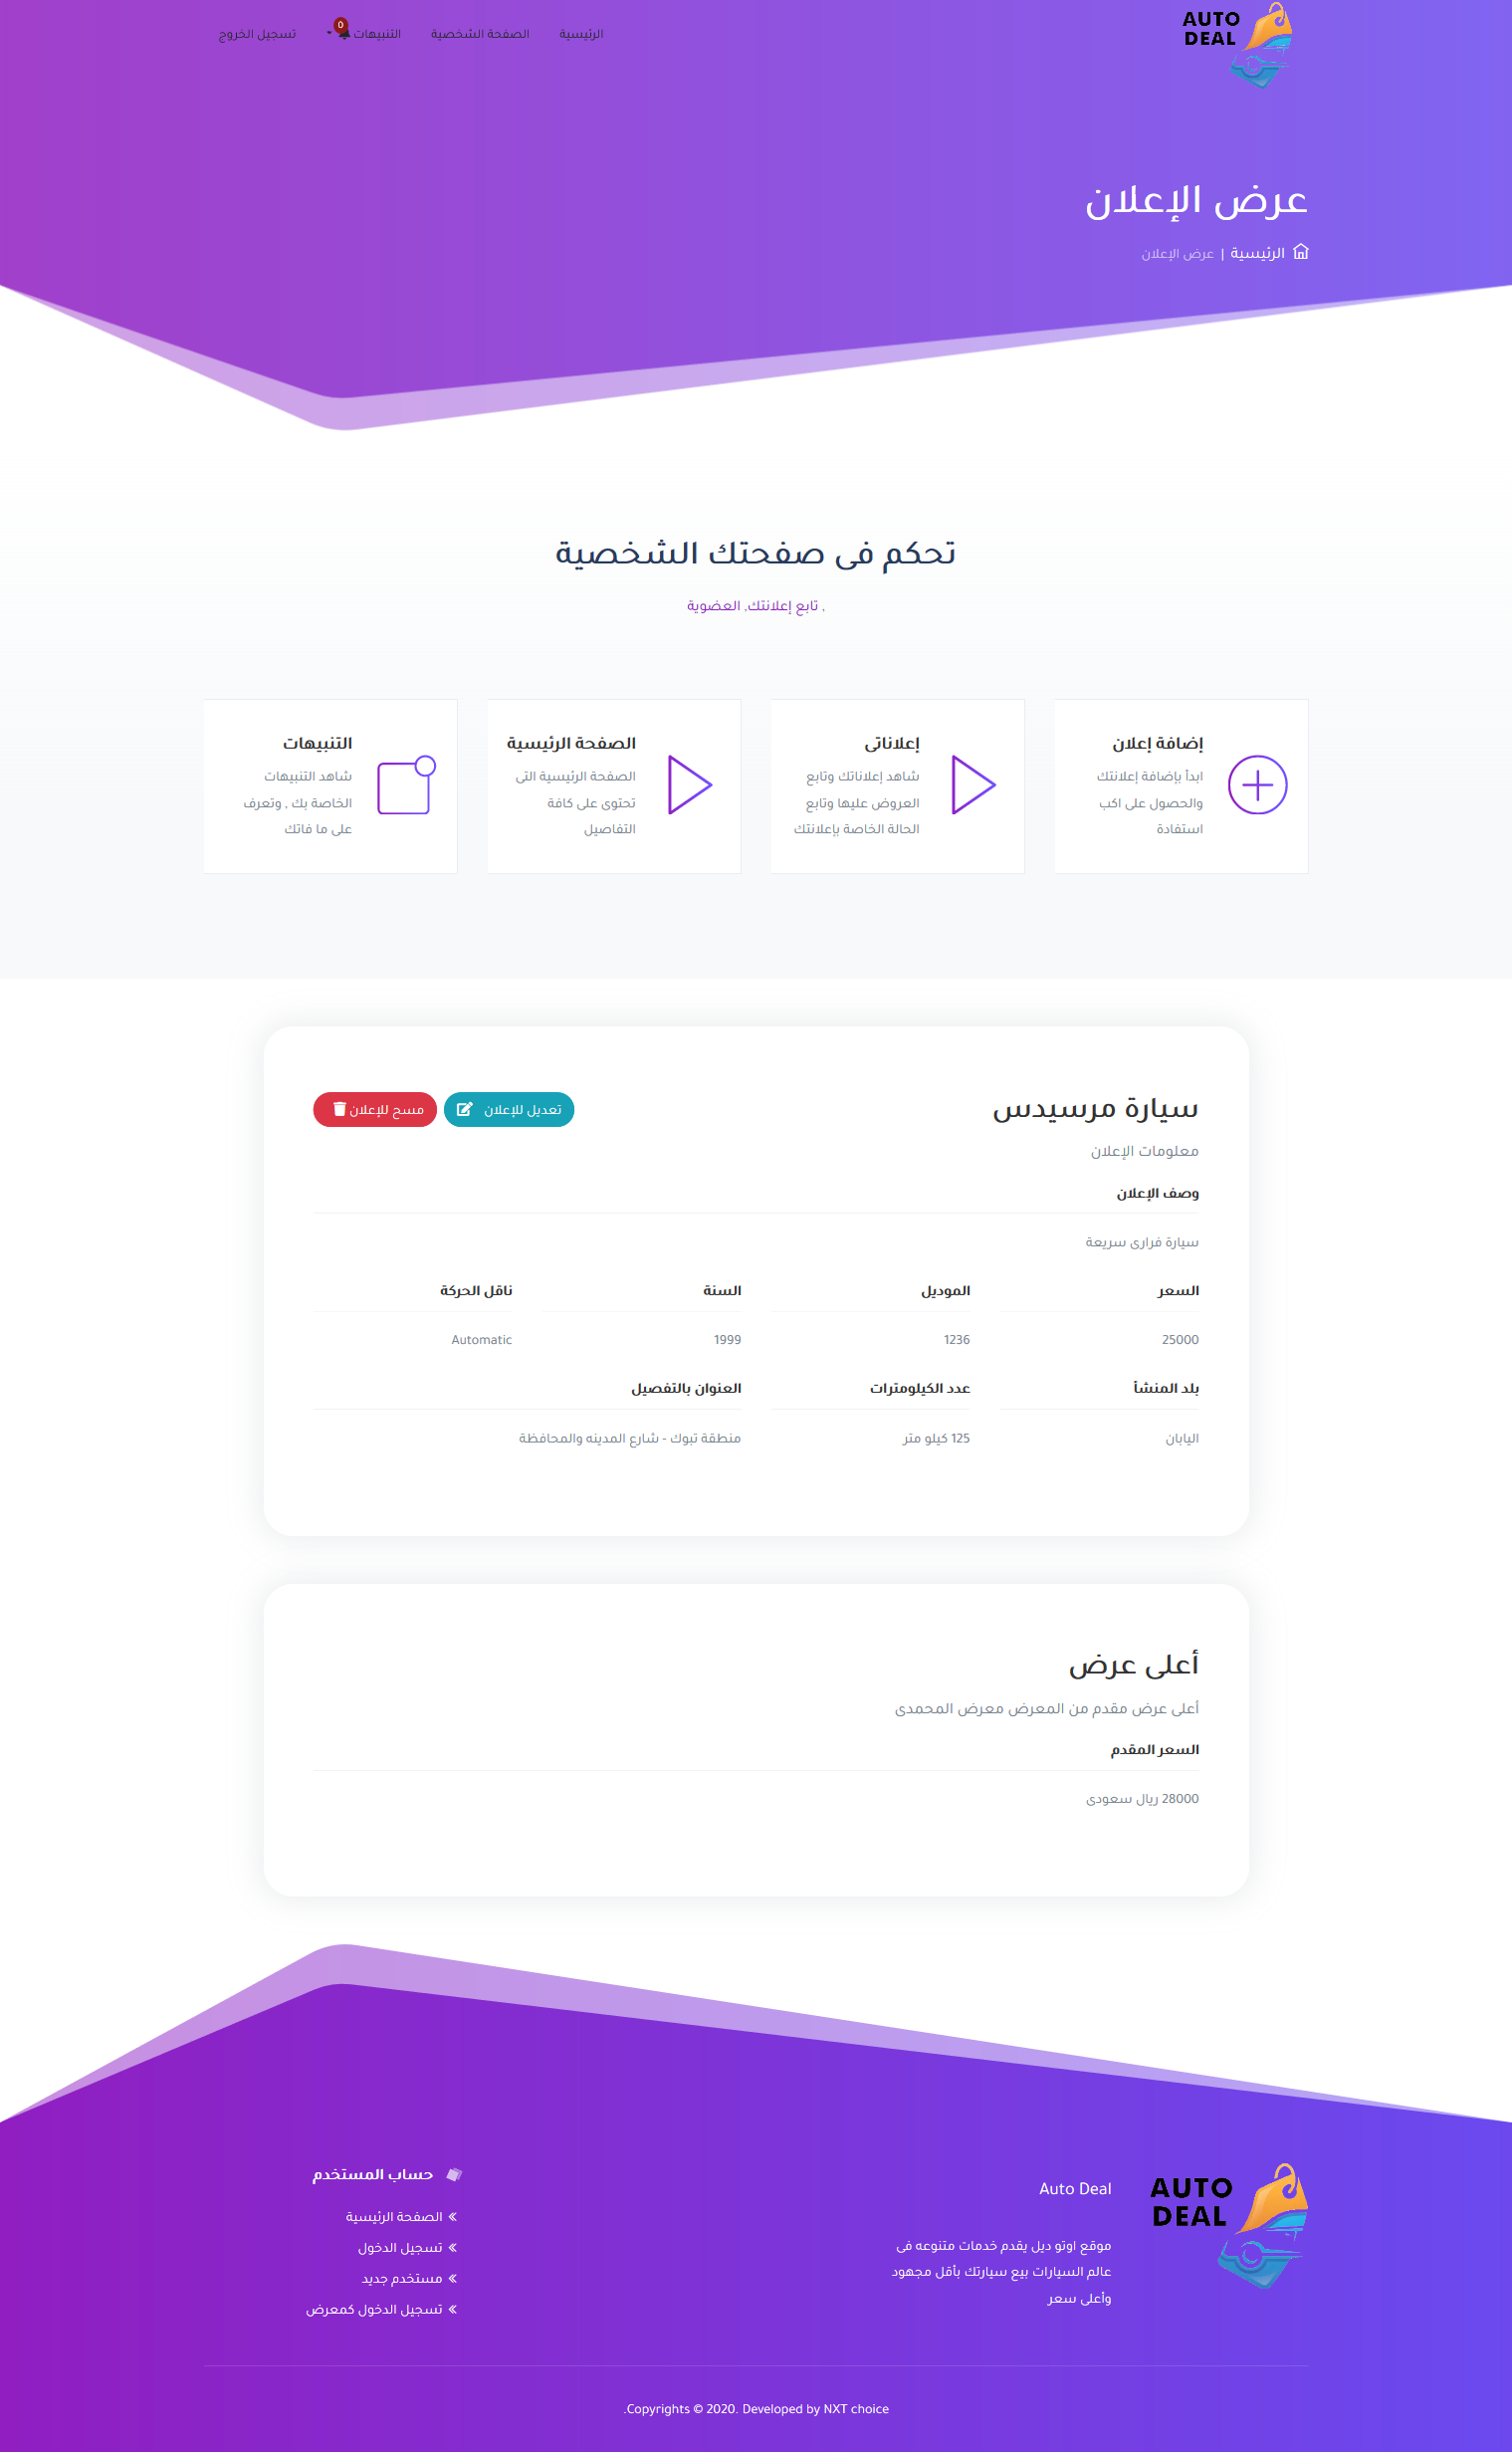 AUTO
DEAL
الرئيسية
الصفحة الشخصية
التنبيهات
0
تسجيل الخروج
عرض الإعلان
الرئيسية | عرض الإعلان
تحكم فى صفحتك الشخصية
, تابع إعلانتك, العضوية
إضافة إعلان
ابدأ بإضافة إعلانتك
والحصول على اكب
استفادة
إعلاناتى
شاهد إعلاناتك وتابع
العروض عليها وتابع
الحالة الخاصة بإعلانتك
الصفحة الرئيسية
الصفحة الرئيسية التى
تحتوى على كافة
التفاصيل
التنبيهات
شاهد التنبيهات
الخاصة بك , وتعرف
على ما فاتك
سيارة مرسيدس
تعديل للإعلان
مسح للإعلان
معلومات الإعلان
وصف الإعلان
سيارة فرارى سريعة
السعر
25000
الموديل
1236
السنة
1999
ناقل الحركة
Automatic
بلد المنشأ
اليابان
عدد الكيلومترات
125 كيلو متر
العنوان بالتفصيل
منطقة تبوك - شارع المدينه والمحافظة
أعلى عرض
أعلى عرض مقدم من المعرض معرض المحمدى
السعر المقدم
28000 ريال سعودى
AUTO
DEAL
Auto Deal
موقع اوتو ديل يقدم خدمات متنوعه فى
عالم السيارات بيع سيارتك بأقل مجهود
وأعلى سعر
حساب المستخدم
الصفحة الرئيسية
تسجيل الدخول
مستخدم جديد
تسجيل الدخول كمعرض
.Copyrights © 2020. Developed by NXT choice